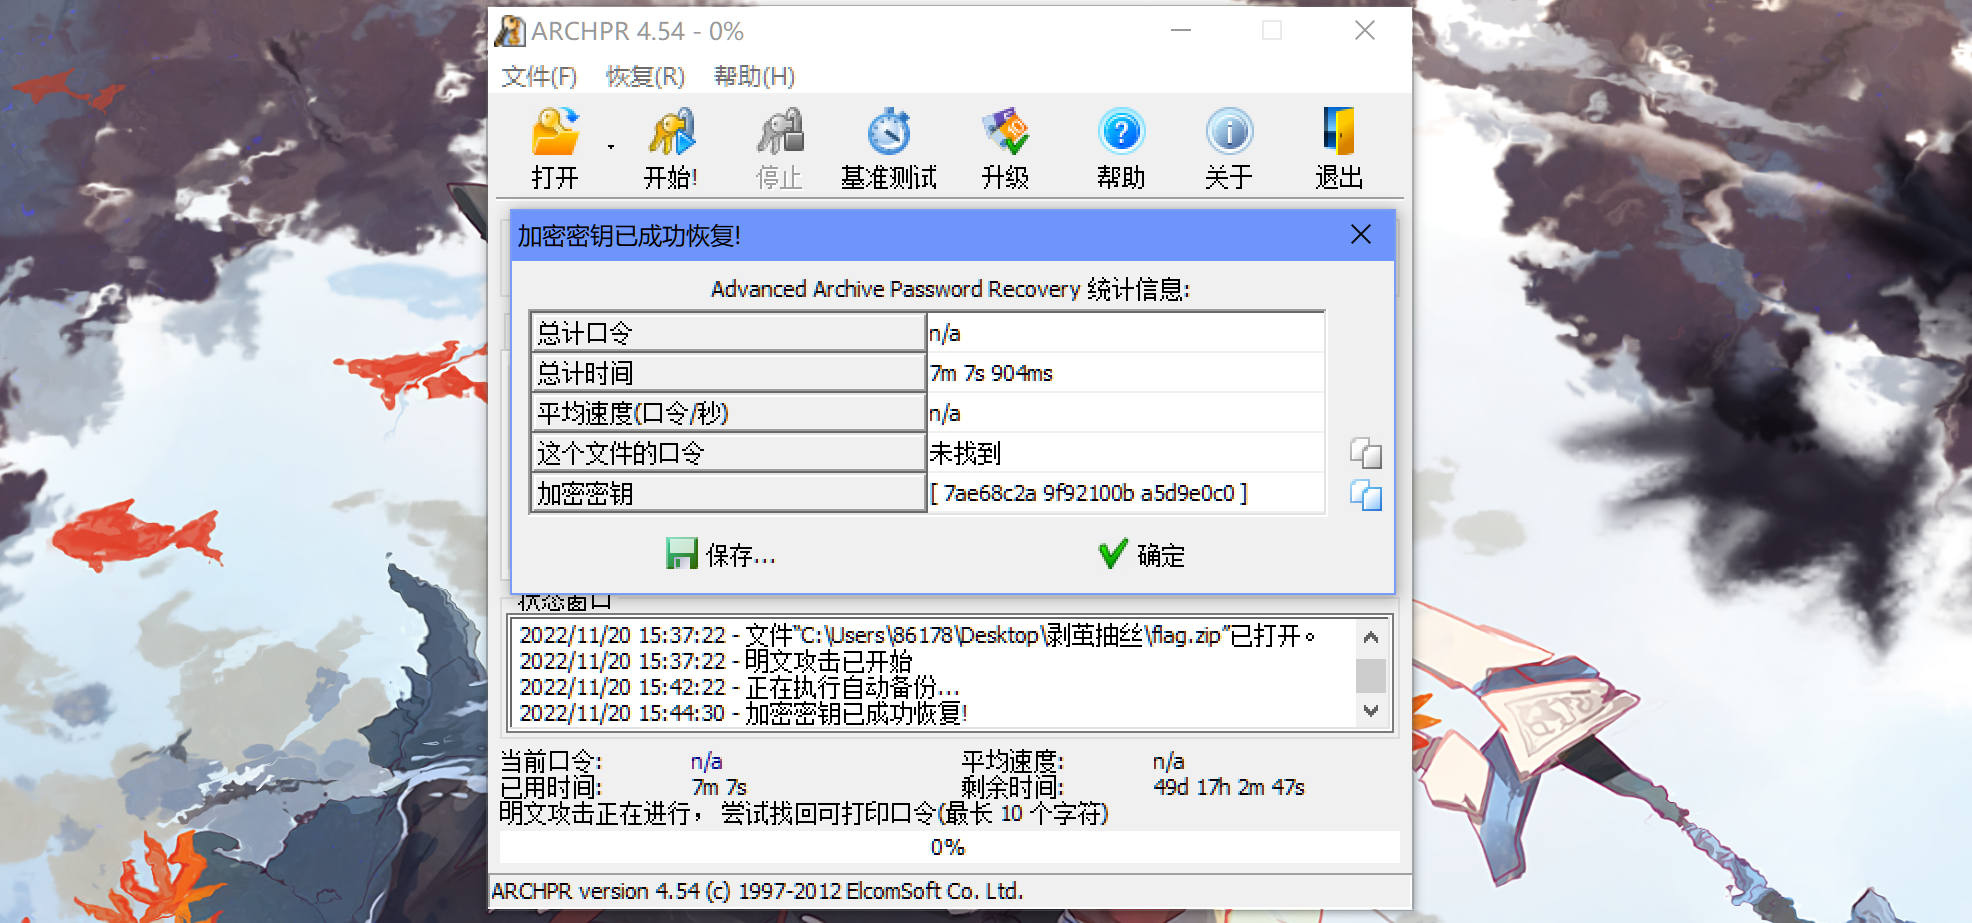 ARCHPR 4.54 - 0%
文件(F) 恢复(R) 帮助(H)
打开 开始! 停止 基准测试 升级 帮助 关于 退出
加密密钥已成功恢复!
Advanced Archive Password Recovery 统计信息:
总计口令 n/a
总计时间 7m 7s 904ms
平均速度(口令/秒) n/a
这个文件的口令 未找到
加密密钥 [ 7ae68c2a 9f92100b a5d9e0c0 ]
保存... 确定
状态窗口
2022/11/20 15:37:22 - 文件"C:\Users\86178\Desktop\剥茧抽丝\flag.zip"已打开。
2022/11/20 15:37:22 - 明文攻击已开始
2022/11/20 15:42:22 - 正在执行自动备份...
2022/11/20 15:44:30 - 加密密钥已成功恢复!
当前口令: n/a 平均速度: n/a
已用时间: 7m 7s 剩余时间: 49d 17h 2m 47s
明文攻击正在进行，尝试找回可打印口令(最长 10 个字符)
0%
ARCHPR version 4.54 (c) 1997-2012 ElcomSoft Co. Ltd.